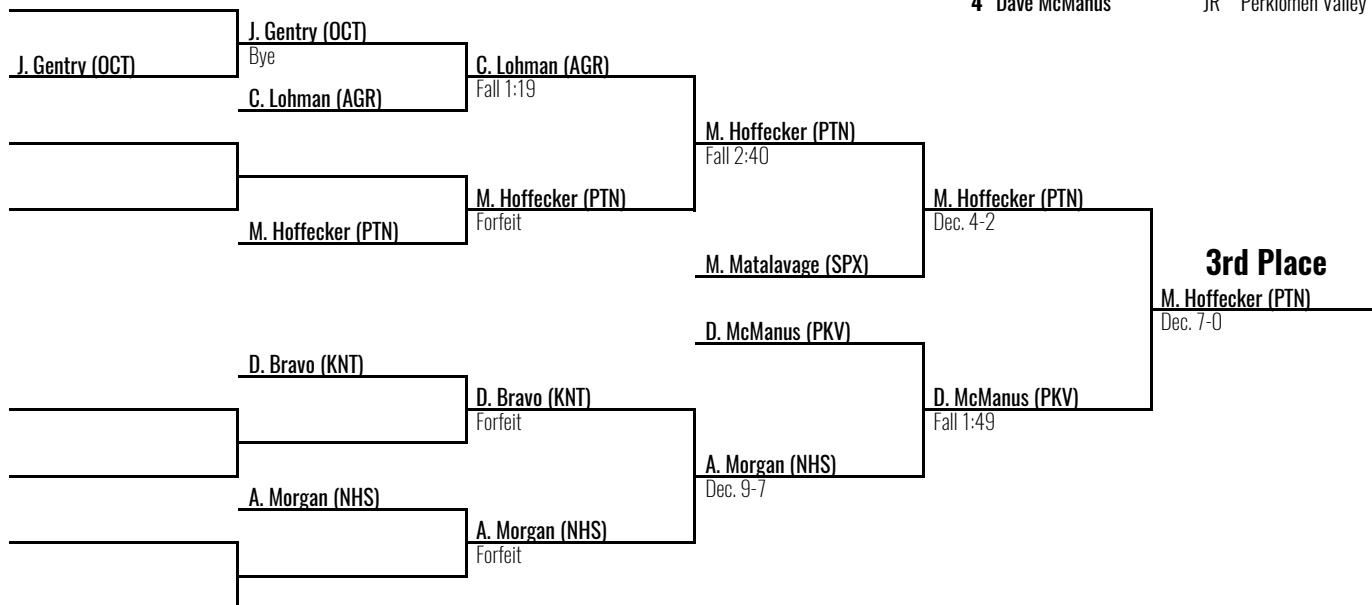 4 Dave McManus JR Perkiomen Valley
J. Gentry (OCT)
J. Gentry (OCT)
Bye
C. Lohman (AGR)
C. Lohman (AGR)
Fall 1:19
M. Hoffecker (PTN)
Fall 2:40
M. Hoffecker (PTN)
Forfeit
M. Hoffecker (PTN)
M. Hoffecker (PTN)
Dec. 4-2
M. Matalavage (SPX)
3rd Place
M. Hoffecker (PTN)
Dec. 7-0
D. McManus (PKV)
D. Bravo (KNT)
D. Bravo (KNT)
Forfeit
D. McManus (PKV)
Fall 1:49
A. Morgan (NHS)
Dec. 9-7
A. Morgan (NHS)
A. Morgan (NHS)
Forfeit